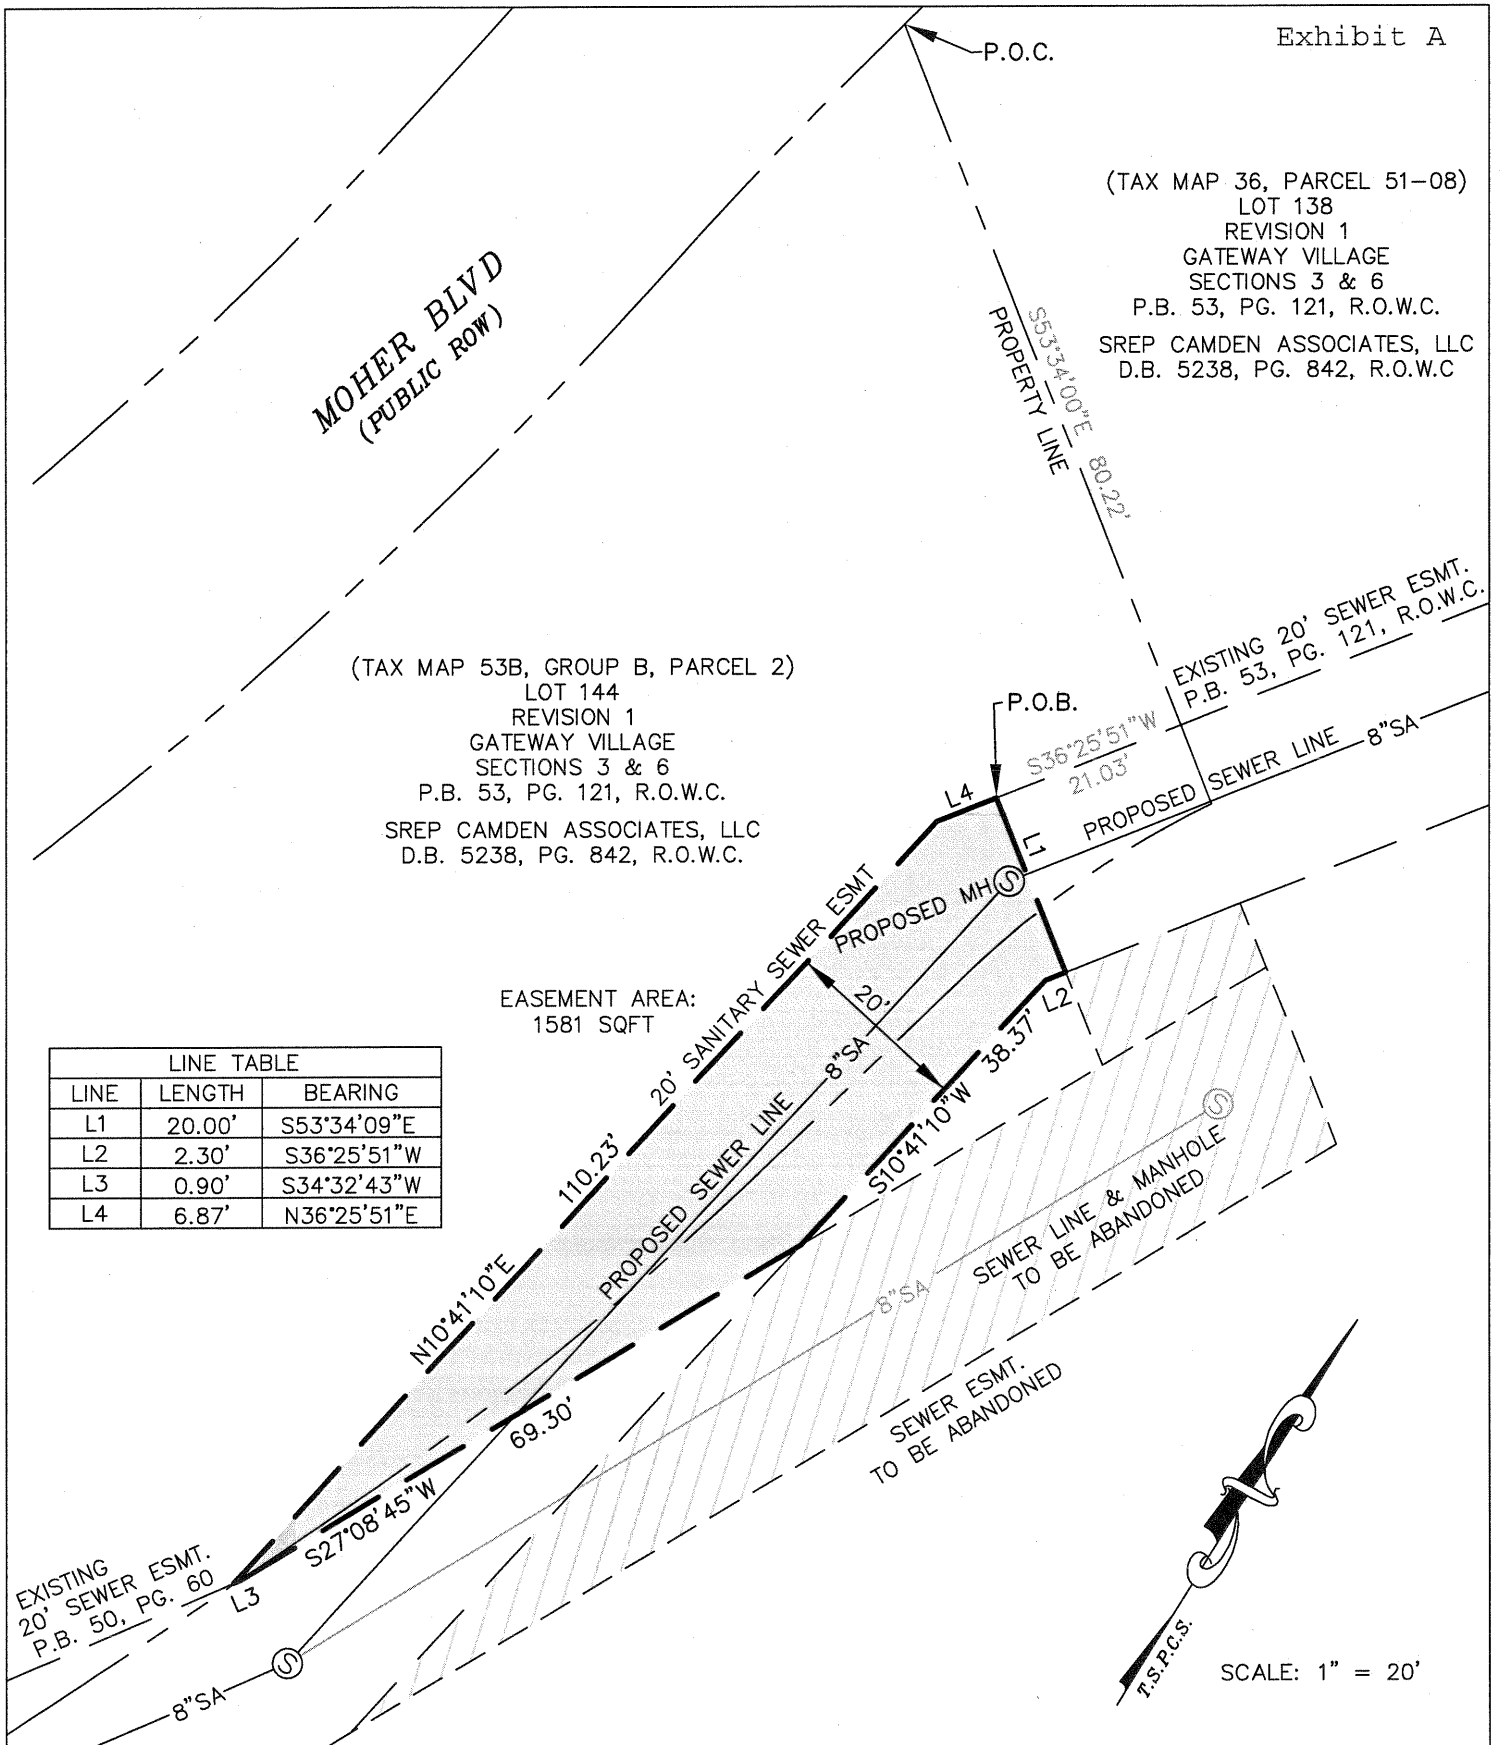 Exhibit A
P.O.C.
(TAX MAP 36, PARCEL 51-08)
LOT 138
REVISION 1
GATEWAY VILLAGE
SECTIONS 3 & 6
P.B. 53, PG. 121, R.O.W.C.
SREP CAMDEN ASSOCIATES, LLC
D.B. 5238, PG. 842, R.O.W.C
MOHER BLVD
(PUBLIC ROW)
S53°34'00"E 80.22'
PROPERTY LINE
EXISTING 20' SEWER ESMT.
P.B. 53, PG. 121, R.O.W.C.
(TAX MAP 53B, GROUP B, PARCEL 2)
LOT 144
REVISION 1
GATEWAY VILLAGE
SECTIONS 3 & 6
P.B. 53, PG. 121, R.O.W.C.
SREP CAMDEN ASSOCIATES, LLC
D.B. 5238, PG. 842, R.O.W.C.
P.O.B.
S36°25'51"W
21.03'
PROPOSED SEWER LINE 8"SA
L4
L1
PROPOSED MH S
L2
20' SANITARY SEWER ESMT
20'
8"SA
38.37'
S10°41'10"W
EASEMENT AREA:
1581 SQFT
LINE TABLE
LINE LENGTH BEARING
L1 20.00' S53°34'09"E
L2 2.30' S36°25'51"W
L3 0.90' S34°32'43"W
L4 6.87' N36°25'51"E
110.23'
N10°41'10"E
PROPOSED SEWER LINE
S
SEWER LINE & MANHOLE
TO BE ABANDONED
8"SA
SEWER ESMT.
TO BE ABANDONED
69.30'
S27°08'45"W
EXISTING
20' SEWER ESMT.
P.B. 50, PG. 60
L3
S
8"SA
T.S.P.C.S.
SCALE: 1" = 20'